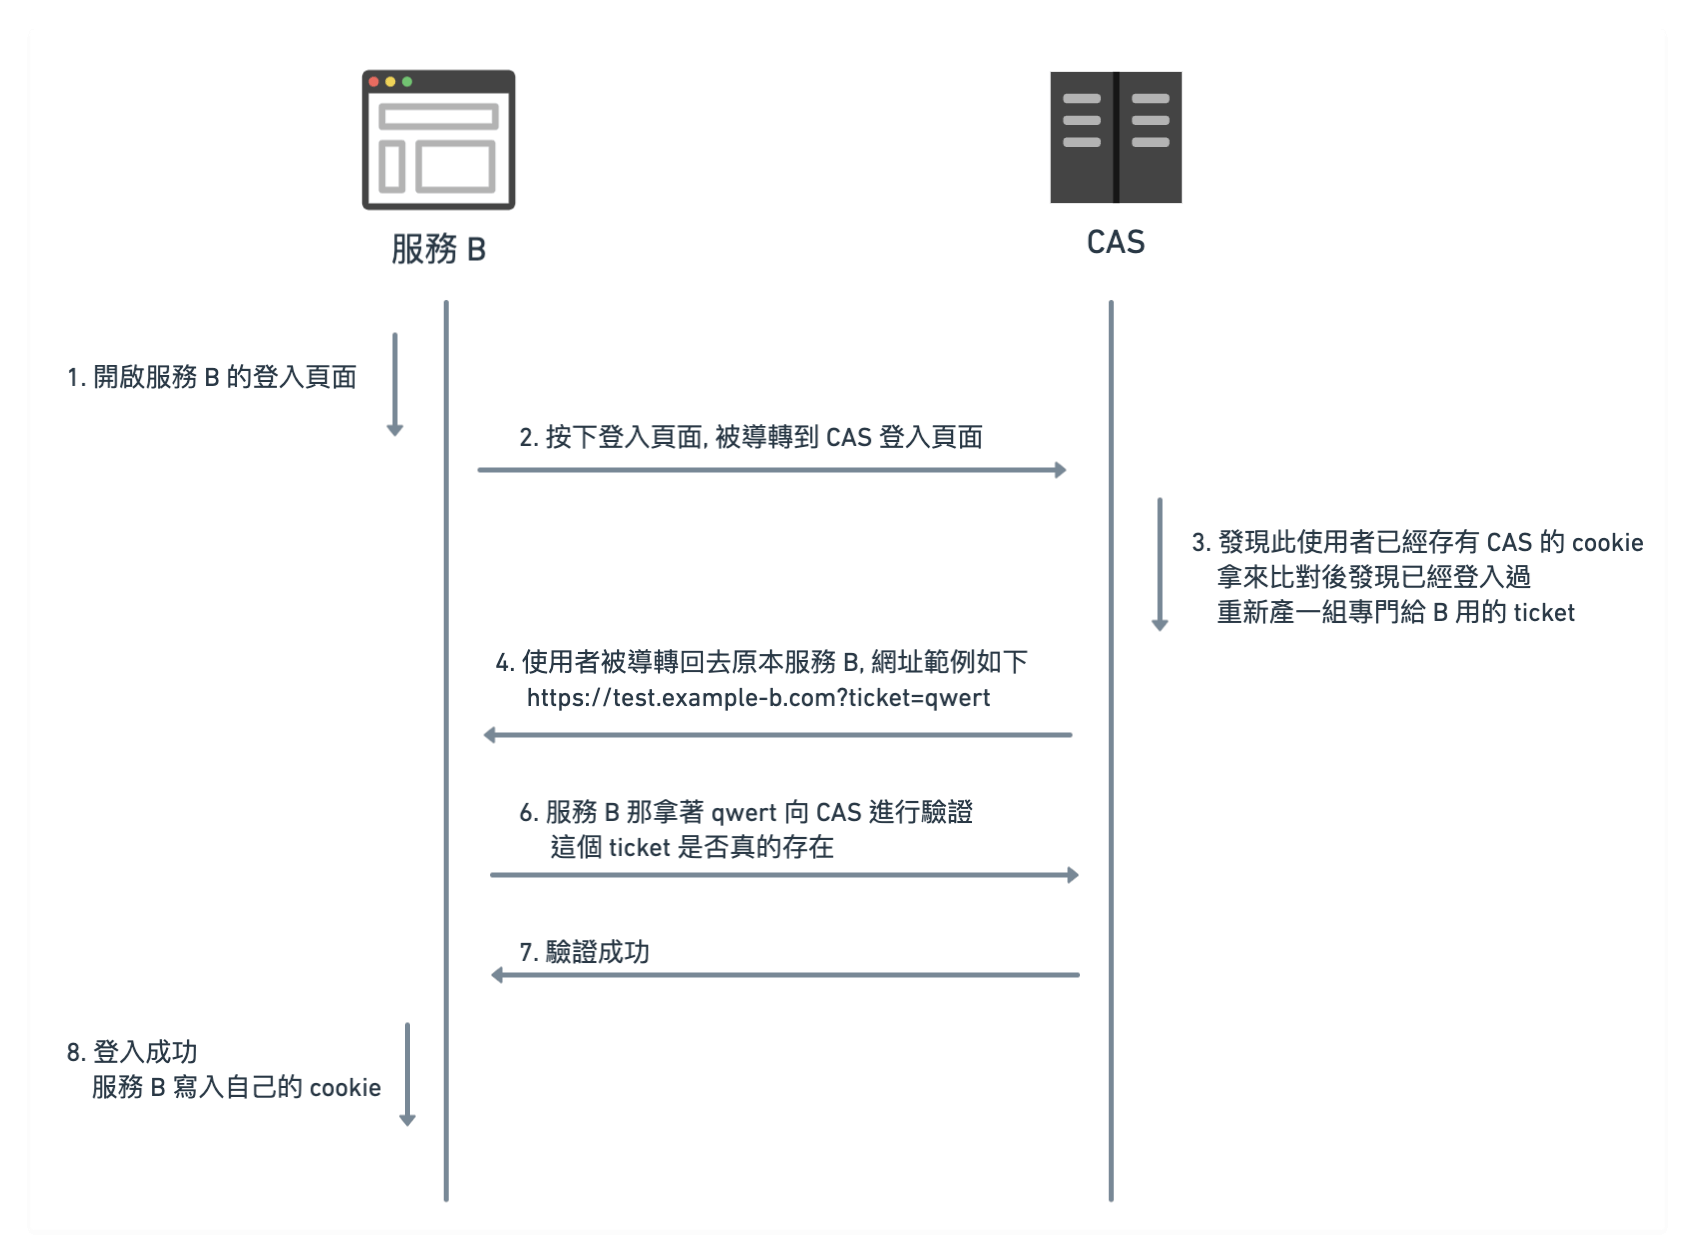 服務 B
CAS
1. 開啟服務 B 的登入頁面
2. 按下登入頁面, 被導轉到 CAS 登入頁面
3. 發現此使用者已經存有 CAS 的 cookie
拿來比對後發現已經登入過
重新產一組專門給 B 用的 ticket
4. 使用者被導轉回去原本服務 B, 網址範例如下
https://test.example-b.com?ticket=qwert
6. 服務 B 那拿著 qwert 向 CAS 進行驗證
這個 ticket 是否真的存在
7. 驗證成功
8. 登入成功
服務 B 寫入自己的 cookie